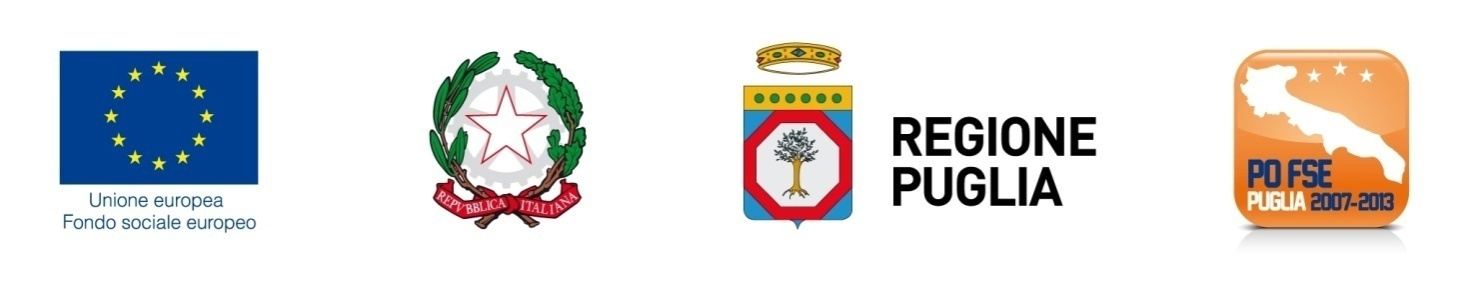 Unione europea
Fondo sociale europeo
REPVBBLICA ITALIANA
REGIONE
PUGLIA
PO FSE
PUGLIA 2007-2013